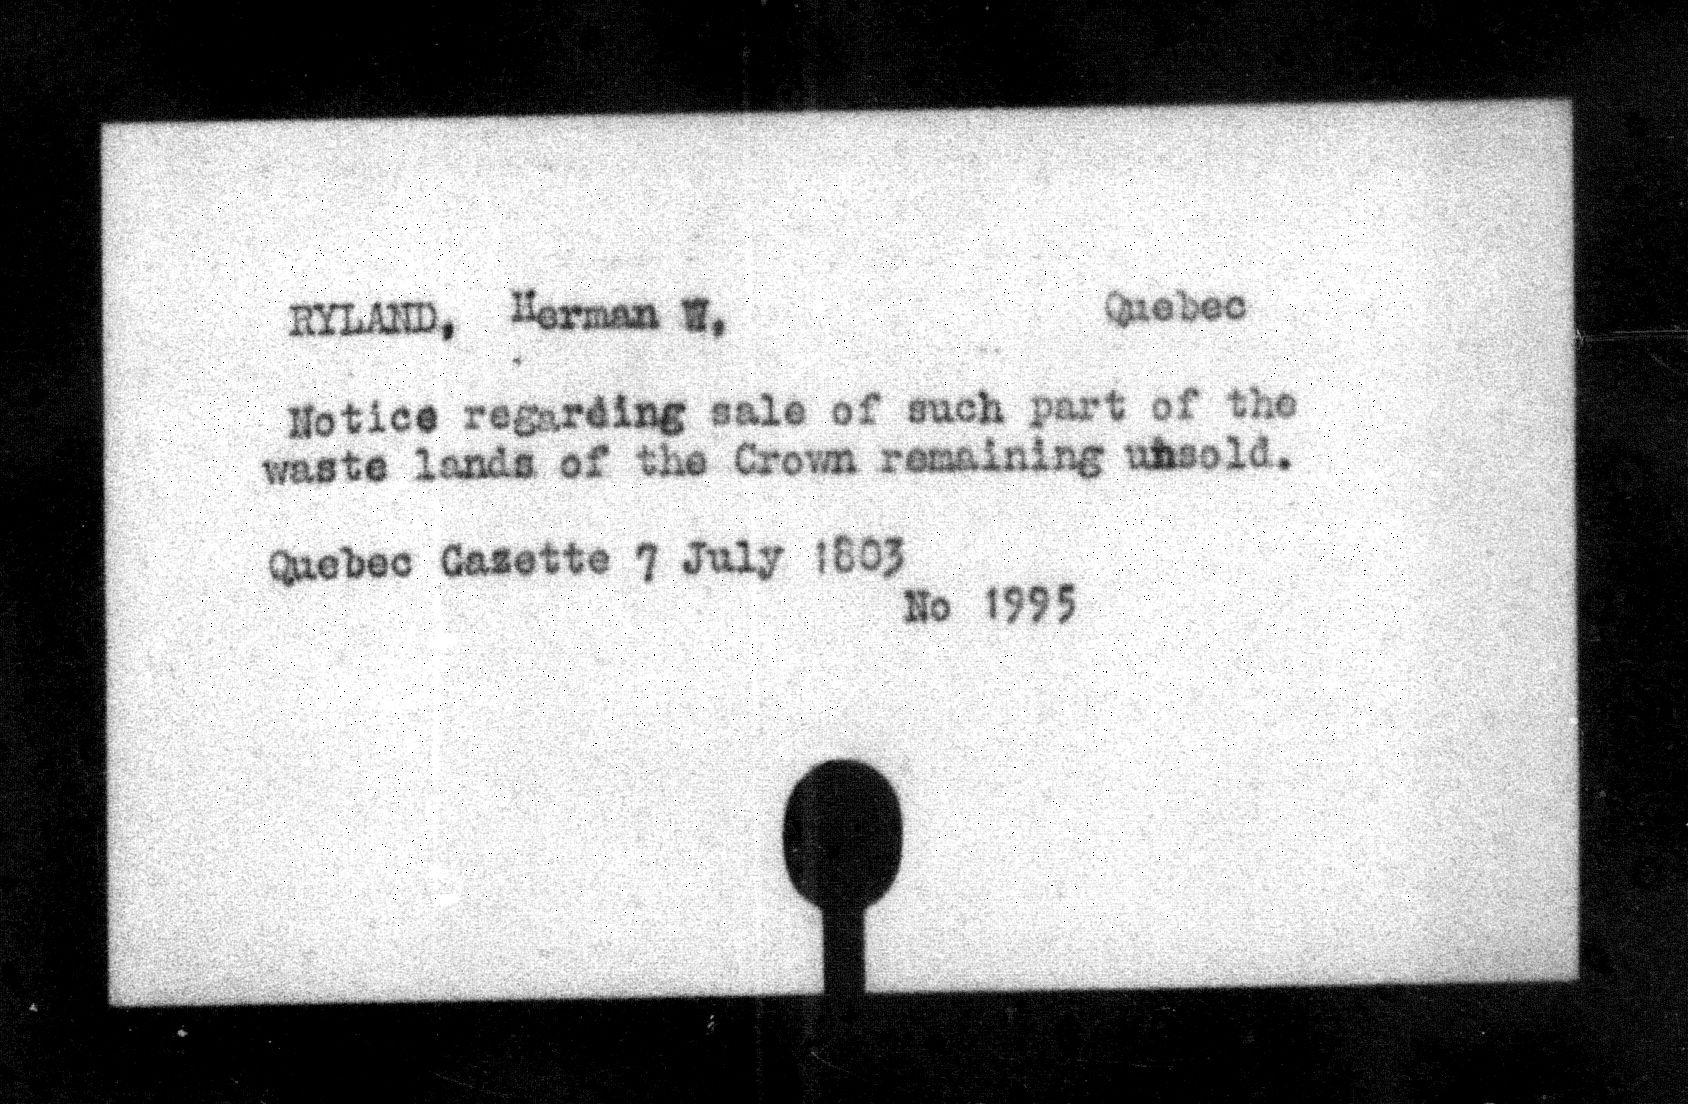 RYLAND, Herman W, Quebec
Notice regarding sale of such part of the
waste lands of the Crown remaining unsold.
Quebec Gazette 7 July 1803
No 1995